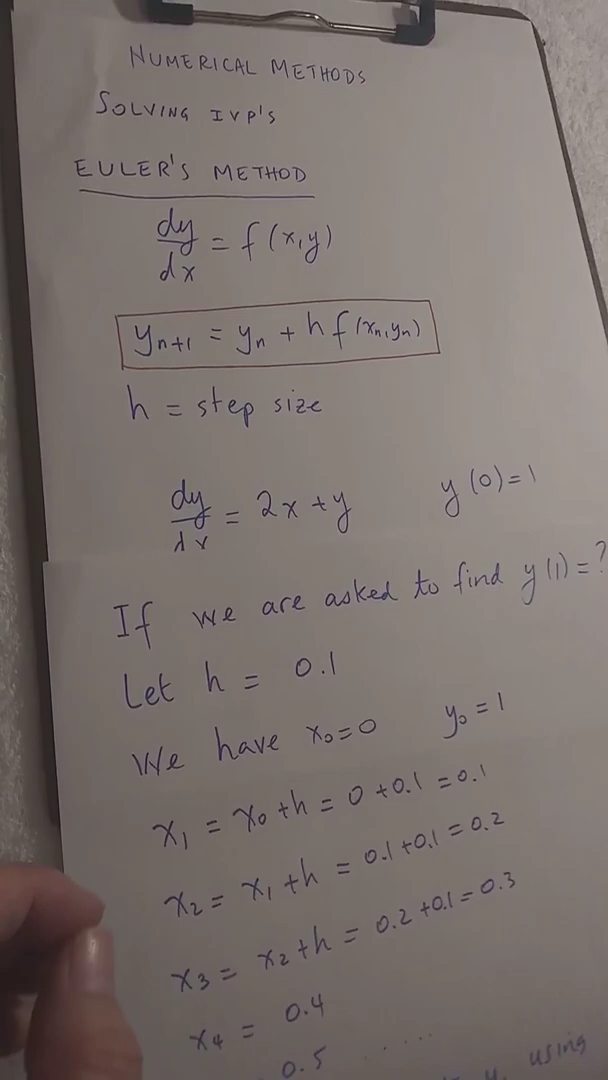 NUMERICAL METHODS
SOLVING IVP'S
EULER'S METHOD
dy/dx = f(x,y)
yn+1 = yn + h f(xn,yn)
h = step size
dy/dx = 2x + y y(0)=1
If we are asked to find y(1)=?
Let h = 0.1
We have x0=0 y0=1
x1 = x0+h = 0+0.1 = 0.1
x2 = x1+h = 0.1+0.1 = 0.2
x3 = x2+h = 0.2+0.1 = 0.3
x4 = 0.4
0.5 .....
using